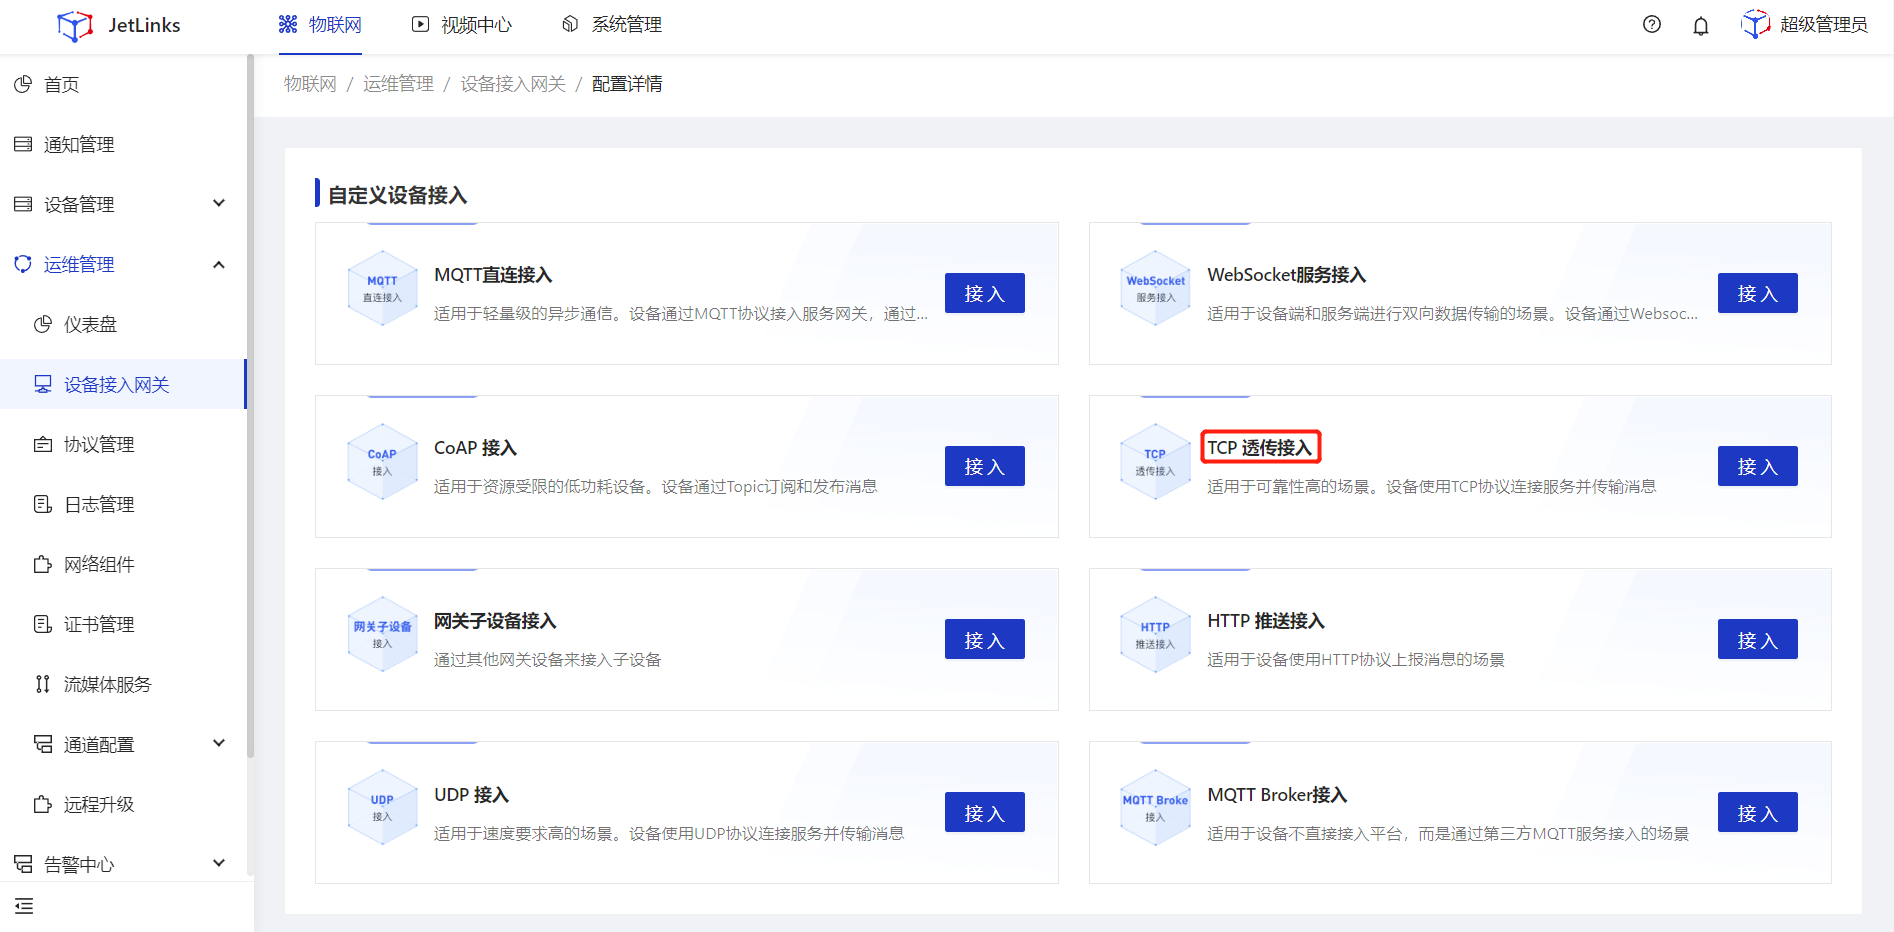 JetLinks
物联网
视频中心
系统管理
超级管理员
首页
通知管理
设备管理
运维管理
仪表盘
设备接入网关
协议管理
日志管理
网络组件
证书管理
流媒体服务
通道配置
远程升级
告警中心
物联网 / 运维管理 / 设备接入网关 / 配置详情
自定义设备接入
MQTT
直连接入
MQTT直连接入
适用于轻量级的异步通信。设备通过MQTT协议接入服务网关，通过...
接入
WebSocket
服务接入
WebSocket服务接入
适用于设备端和服务端进行双向数据传输的场景。设备通过Websoc...
接入
CoAP
接入
CoAP 接入
适用于资源受限的低功耗设备。设备通过Topic订阅和发布消息
接入
TCP
透传接入
TCP 透传接入
适用于可靠性高的场景。设备使用TCP协议连接服务并传输消息
接入
网关子设备
接入
网关子设备接入
通过其他网关设备来接入子设备
接入
HTTP
推送接入
HTTP 推送接入
适用于设备使用HTTP协议上报消息的场景
接入
UDP
接入
UDP 接入
适用于速度要求高的场景。设备使用UDP协议连接服务并传输消息
接入
MQTT Broke
接入
MQTT Broker接入
适用于设备不直接接入平台，而是通过第三方MQTT服务接入的场景
接入